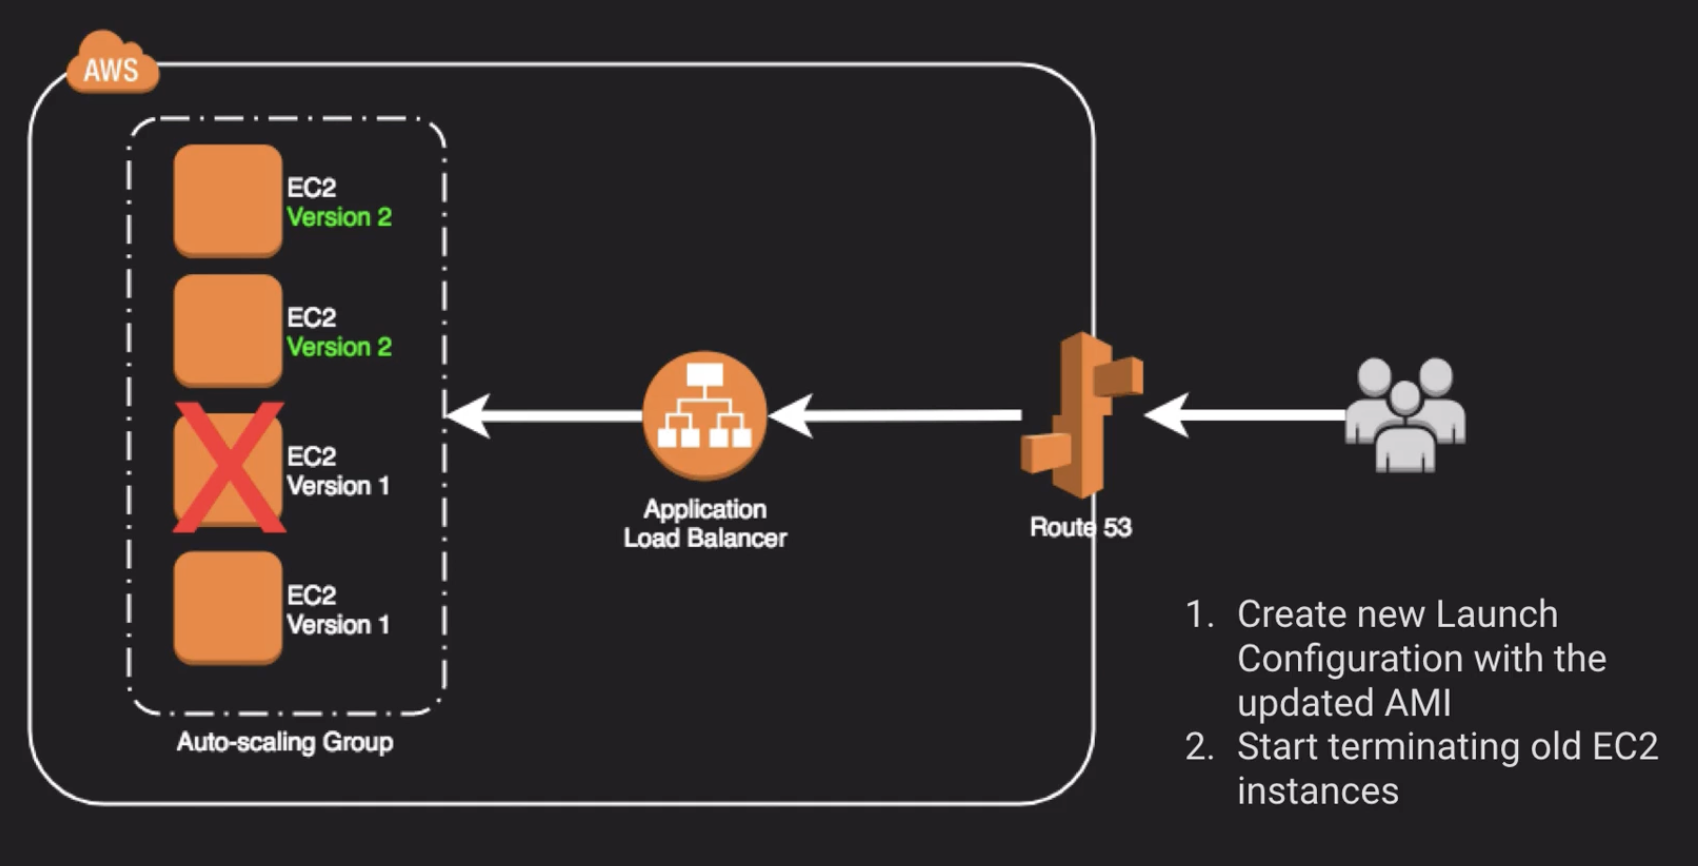 AWS
EC2
Version 2
EC2
Version 2
EC2
Version 1
EC2
Version 1
Auto-scaling Group
Application
Load Balancer
Route 53
1. Create new Launch
Configuration with the
updated AMI
2. Start terminating old EC2
instances